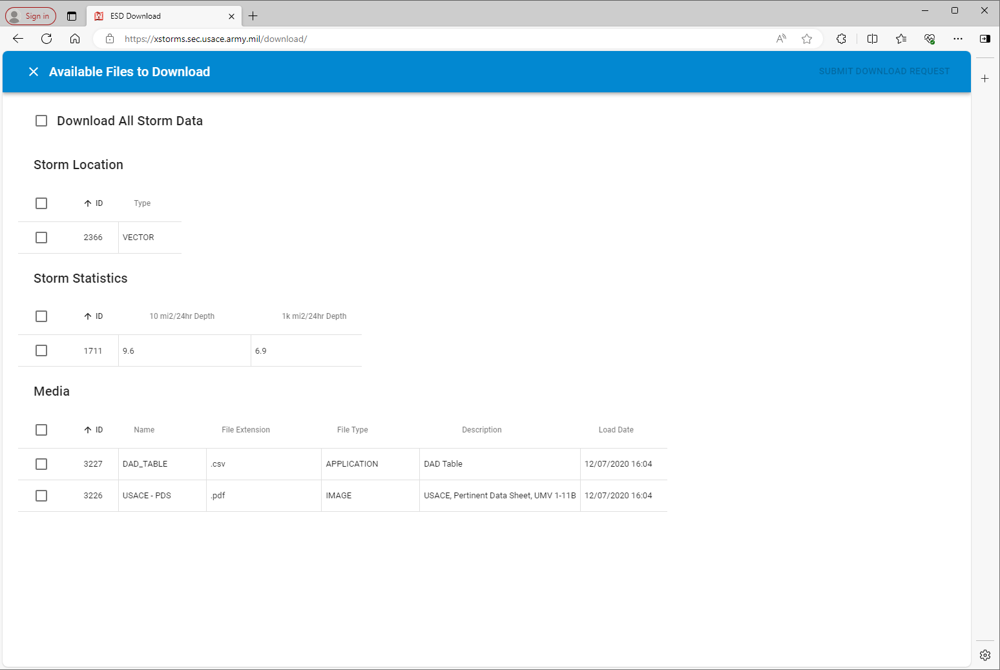 Sign in
ESD Download
https://xstorms.sec.usace.army.mil/download/
Available Files to Download
SUBMIT DOWNLOAD REQUEST
Download All Storm Data
Storm Location
ID Type
2366 VECTOR
Storm Statistics
ID 10 mi2/24hr Depth 1k mi2/24hr Depth
1711 9.6 6.9
Media
ID Name File Extension File Type Description Load Date
3227 DAD_TABLE .csv APPLICATION DAD Table 12/07/2020 16:04
3226 USACE - PDS .pdf IMAGE USACE, Pertinent Data Sheet, UMV 1-11B 12/07/2020 16:04